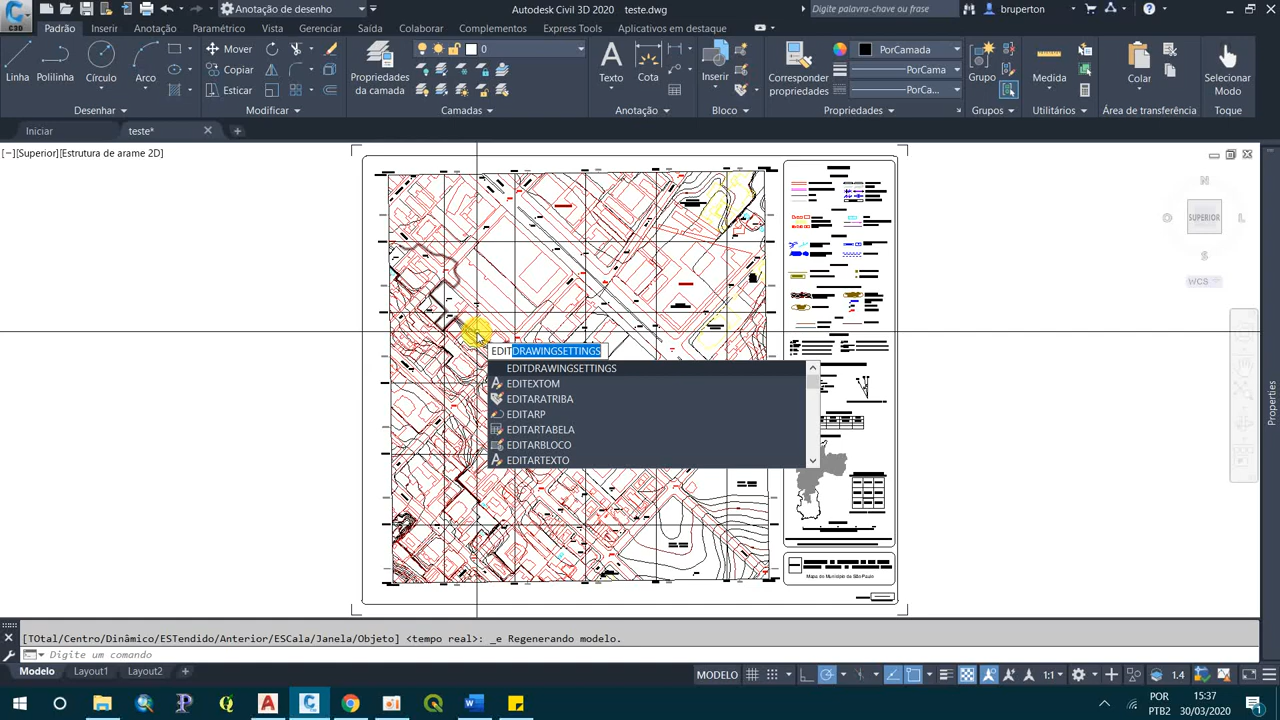 C3D
Anotação de desenho
Autodesk Civil 3D 2020 teste.dwg
Digite palavra-chave ou frase
bruperton
Padrão
Inserir
Anotação
Paramétrico
Vista
Gerenciar
Saída
Colaborar
Complementos
Express Tools
Aplicativos em destaque
Linha
Polilinha
Círculo
Arco
Mover
Copiar
Esticar
Propriedades
da camada
0
Texto
Cota
Inserir
Corresponder
propriedades
PorCamada
PorCama
PorCa...
Grupo
Medida
Colar
Selecionar
Modo
Desenhar
Modificar
Camadas
Anotação
Bloco
Propriedades
Grupos
Utilitários
Área de transferência
Toque
Iniciar
teste*
[−][Superior][Estrutura de arame 2D]
N
O
L
SUPERIOR
S
WCS
EDITDRAWINGSETTINGS
EDITDRAWINGSETTINGS
EDITEXTOM
EDITARATRIBA
EDITARP
EDITARTABELA
EDITARBLOCO
EDITARTEXTO
Properties
Mapa do Município de São Paulo
[TOtal/Centro/Dinâmico/ESTendido/Anterior/ESCala/Janela/Objeto] <tempo real>: _e Regenerando modelo.
Digite um comando
Modelo
Layout1
Layout2
MODELO
1:1
1.4
POR
PTB2
15:37
30/03/2020
1